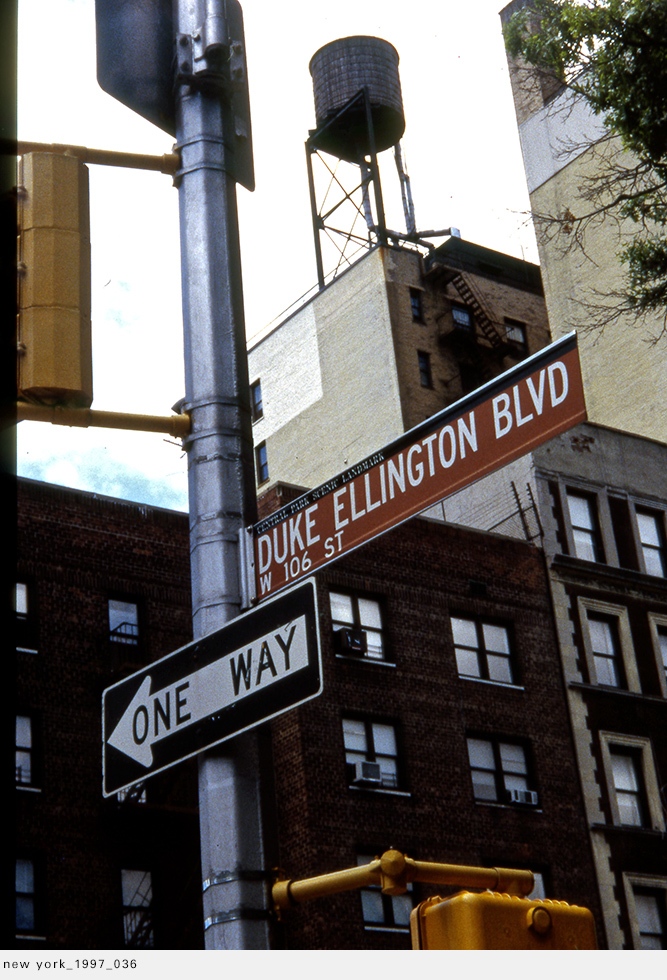 CENTRAL PARK SCENIC LANDMARK
DUKE ELLINGTON BLVD
W 106 ST
ONE WAY
new york_1997_036